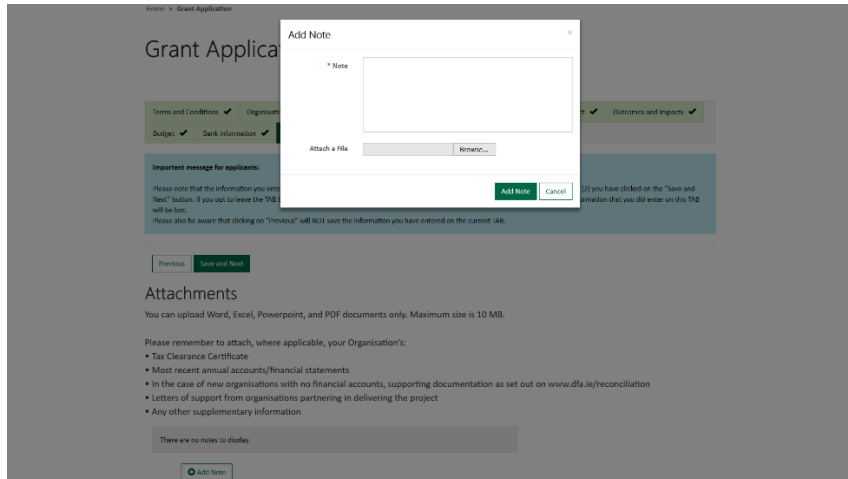 Home > Grant Application
Add Note
×
Grant Applica
* Note
Terms and Conditions ✔ Organisatio
✔ Outcomes and Impacts ✔
Budget ✔ Bank Information ✔
Attach a File Browse...
Important message for applicants:
Add Note Cancel
Please note that the information you ente (2) you have clicked on the "Save and
Next" button. If you opt to leave the TAB ormation that you did enter on this TAB
will be lost.
Please also be aware that clicking on "Previous" will NOT save the information you have entered on the current TAB.
Previous Save and Next
Attachments
You can upload Word, Excel, Powerpoint, and PDF documents only. Maximum size is 10 MB.
Please remember to attach, where applicable, your Organisation's:
• Tax Clearance Certificate
• Most recent annual accounts/financial statements
• In the case of new organisations with no financial accounts, supporting documentation as set out on www.dfa.ie/reconciliation
• Letters of support from organisations partnering in delivering the project
• Any other supplementary information
There are no notes to display.
Add Note